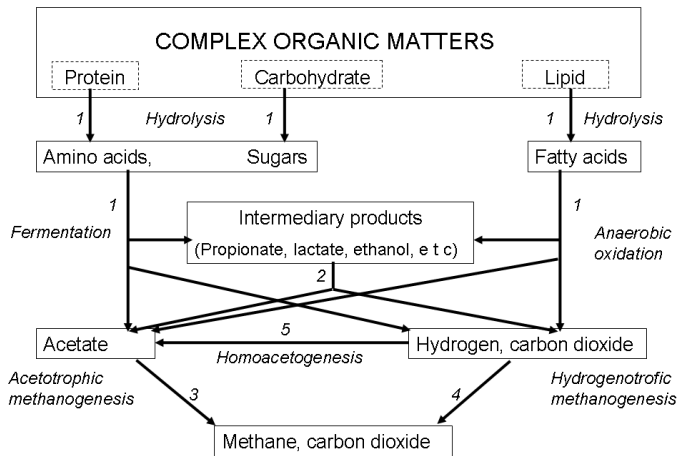 COMPLEX ORGANIC MATTERS
Protein Carbohydrate Lipid
1 Hydrolysis 1 1 Hydrolysis
Amino acids, Sugars Fatty acids
1 1
Intermediary products
Fermentation (Propionate, lactate, ethanol, e t c) Anaerobic
oxidation
2
5
Acetate Hydrogen, carbon dioxide
Homoacetogenesis
Acetotrophic Hydrogenotrofic
methanogenesis 3 4 methanogenesis
Methane, carbon dioxide